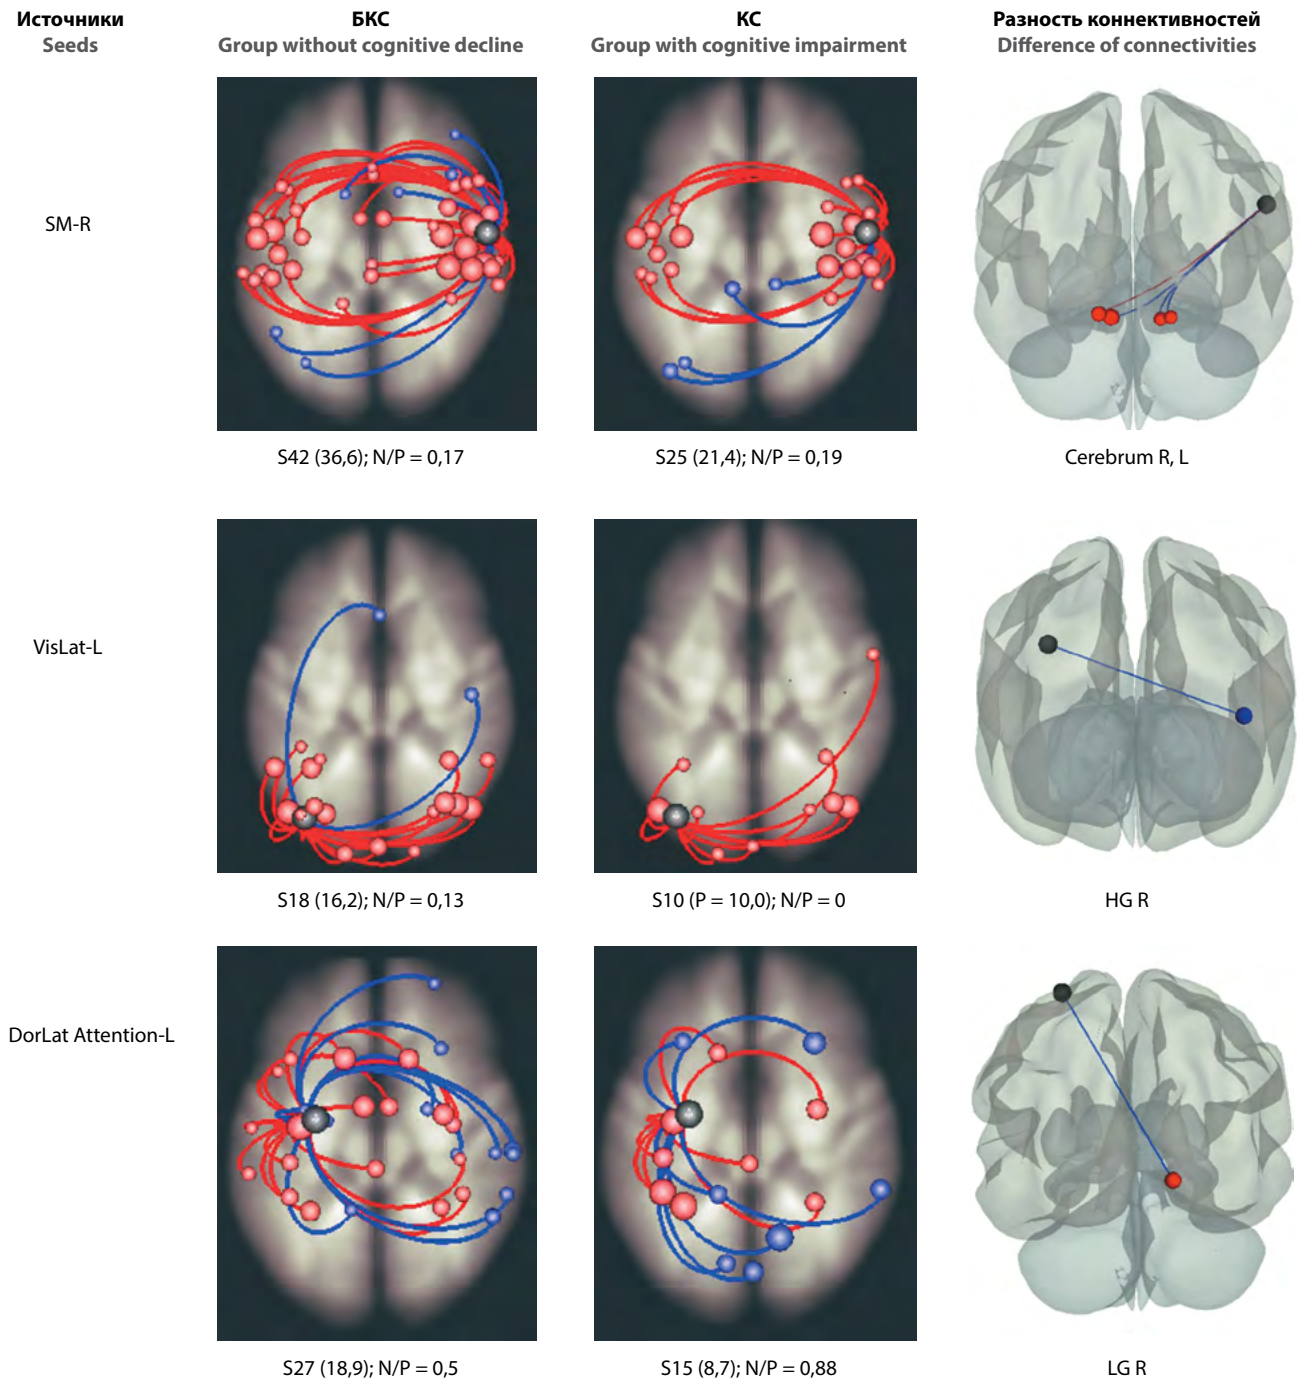 Источники БКС КС Разность коннективностей
Seeds Group without cognitive decline Group with cognitive impairment Difference of connectivities
SM-R
S42 (36,6); N/P = 0,17 S25 (21,4); N/P = 0,19 Cerebrum R, L
VisLat-L
S18 (16,2); N/P = 0,13 S10 (P = 10,0); N/P = 0 HG R
DorLat Attention-L
S27 (18,9); N/P = 0,5 S15 (8,7); N/P = 0,88 LG R